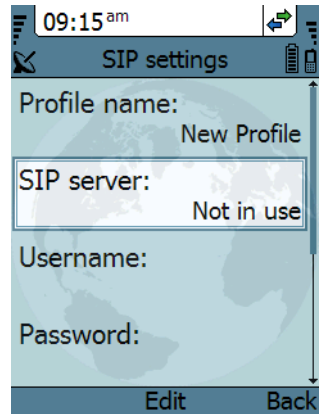 09:15am
SIP settings
Profile name:
New Profile
SIP server:
Not in use
Username:
Password:
Edit Back